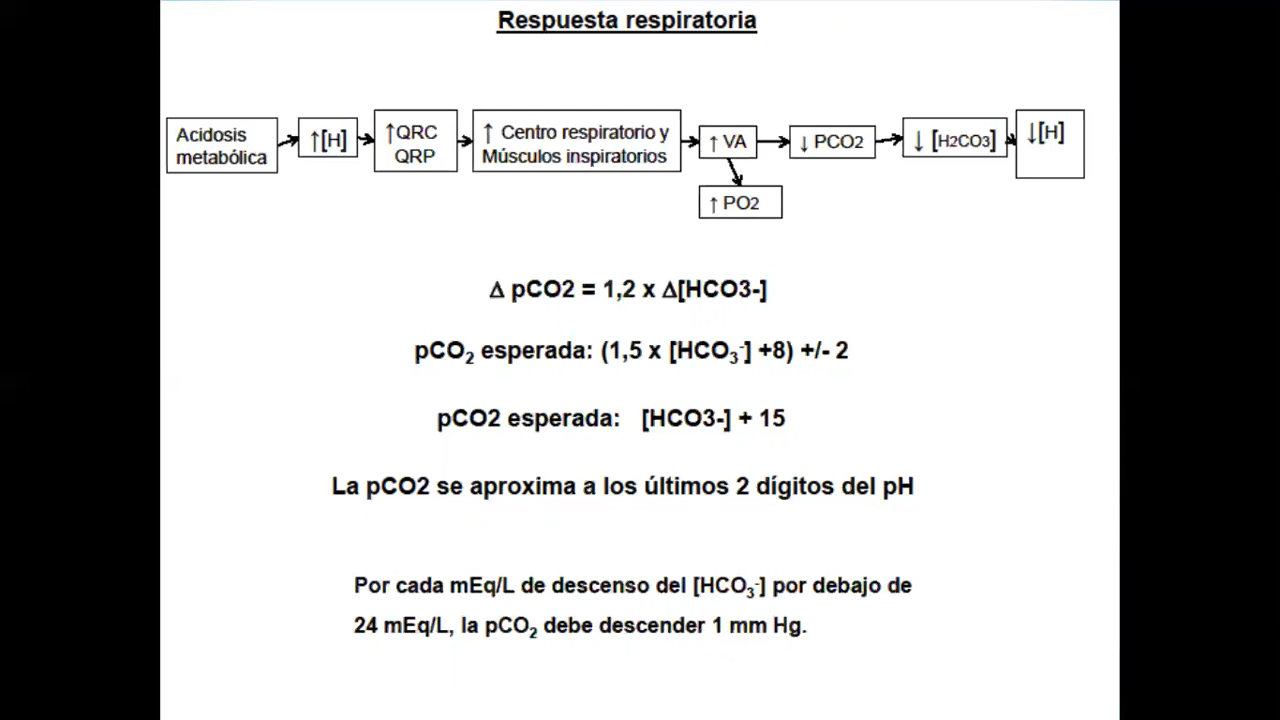 Respuesta respiratoria
Acidosis
metabólica
↑[H]
↑QRC
QRP
↑ Centro respiratorio y
Músculos inspiratorios
↑ VA
↓ PCO2
↓ [H2CO3]
↓[H]
↑ PO2
Δ pCO2 = 1,2 x Δ[HCO3-]
pCO₂ esperada: (1,5 x [HCO₃⁻] +8) +/- 2
pCO2 esperada: [HCO3-] + 15
La pCO2 se aproxima a los últimos 2 dígitos del pH
Por cada mEq/L de descenso del [HCO₃⁻] por debajo de
24 mEq/L, la pCO₂ debe descender 1 mm Hg.